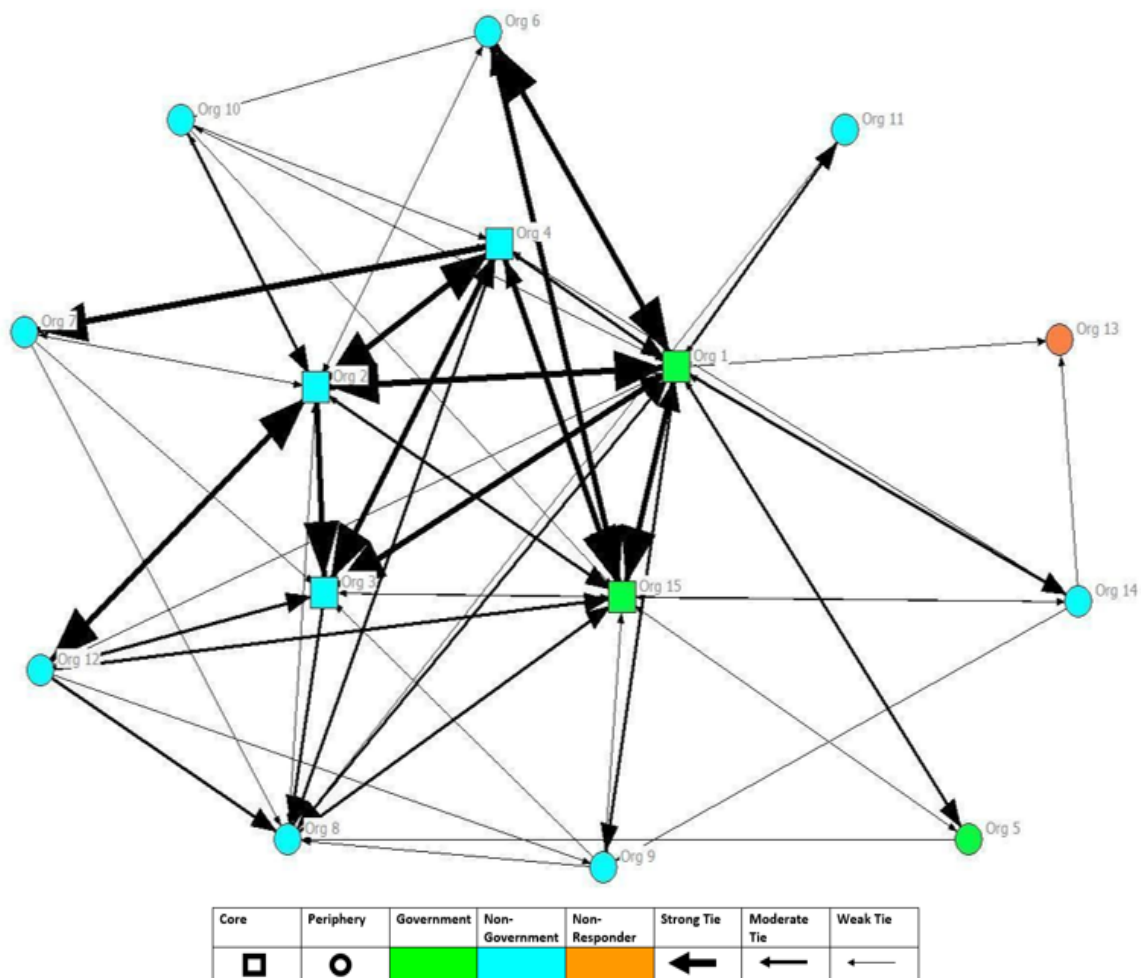 Org 6
Org 10
Org 11
Org 4
Org 7
Org 13
Org 1
Org 2
Org 3
Org 15
Org 14
Org 12
Org 8
Org 5
Org 9
Core Periphery Government Non-Government Non-Responder Strong Tie Moderate Tie Weak Tie